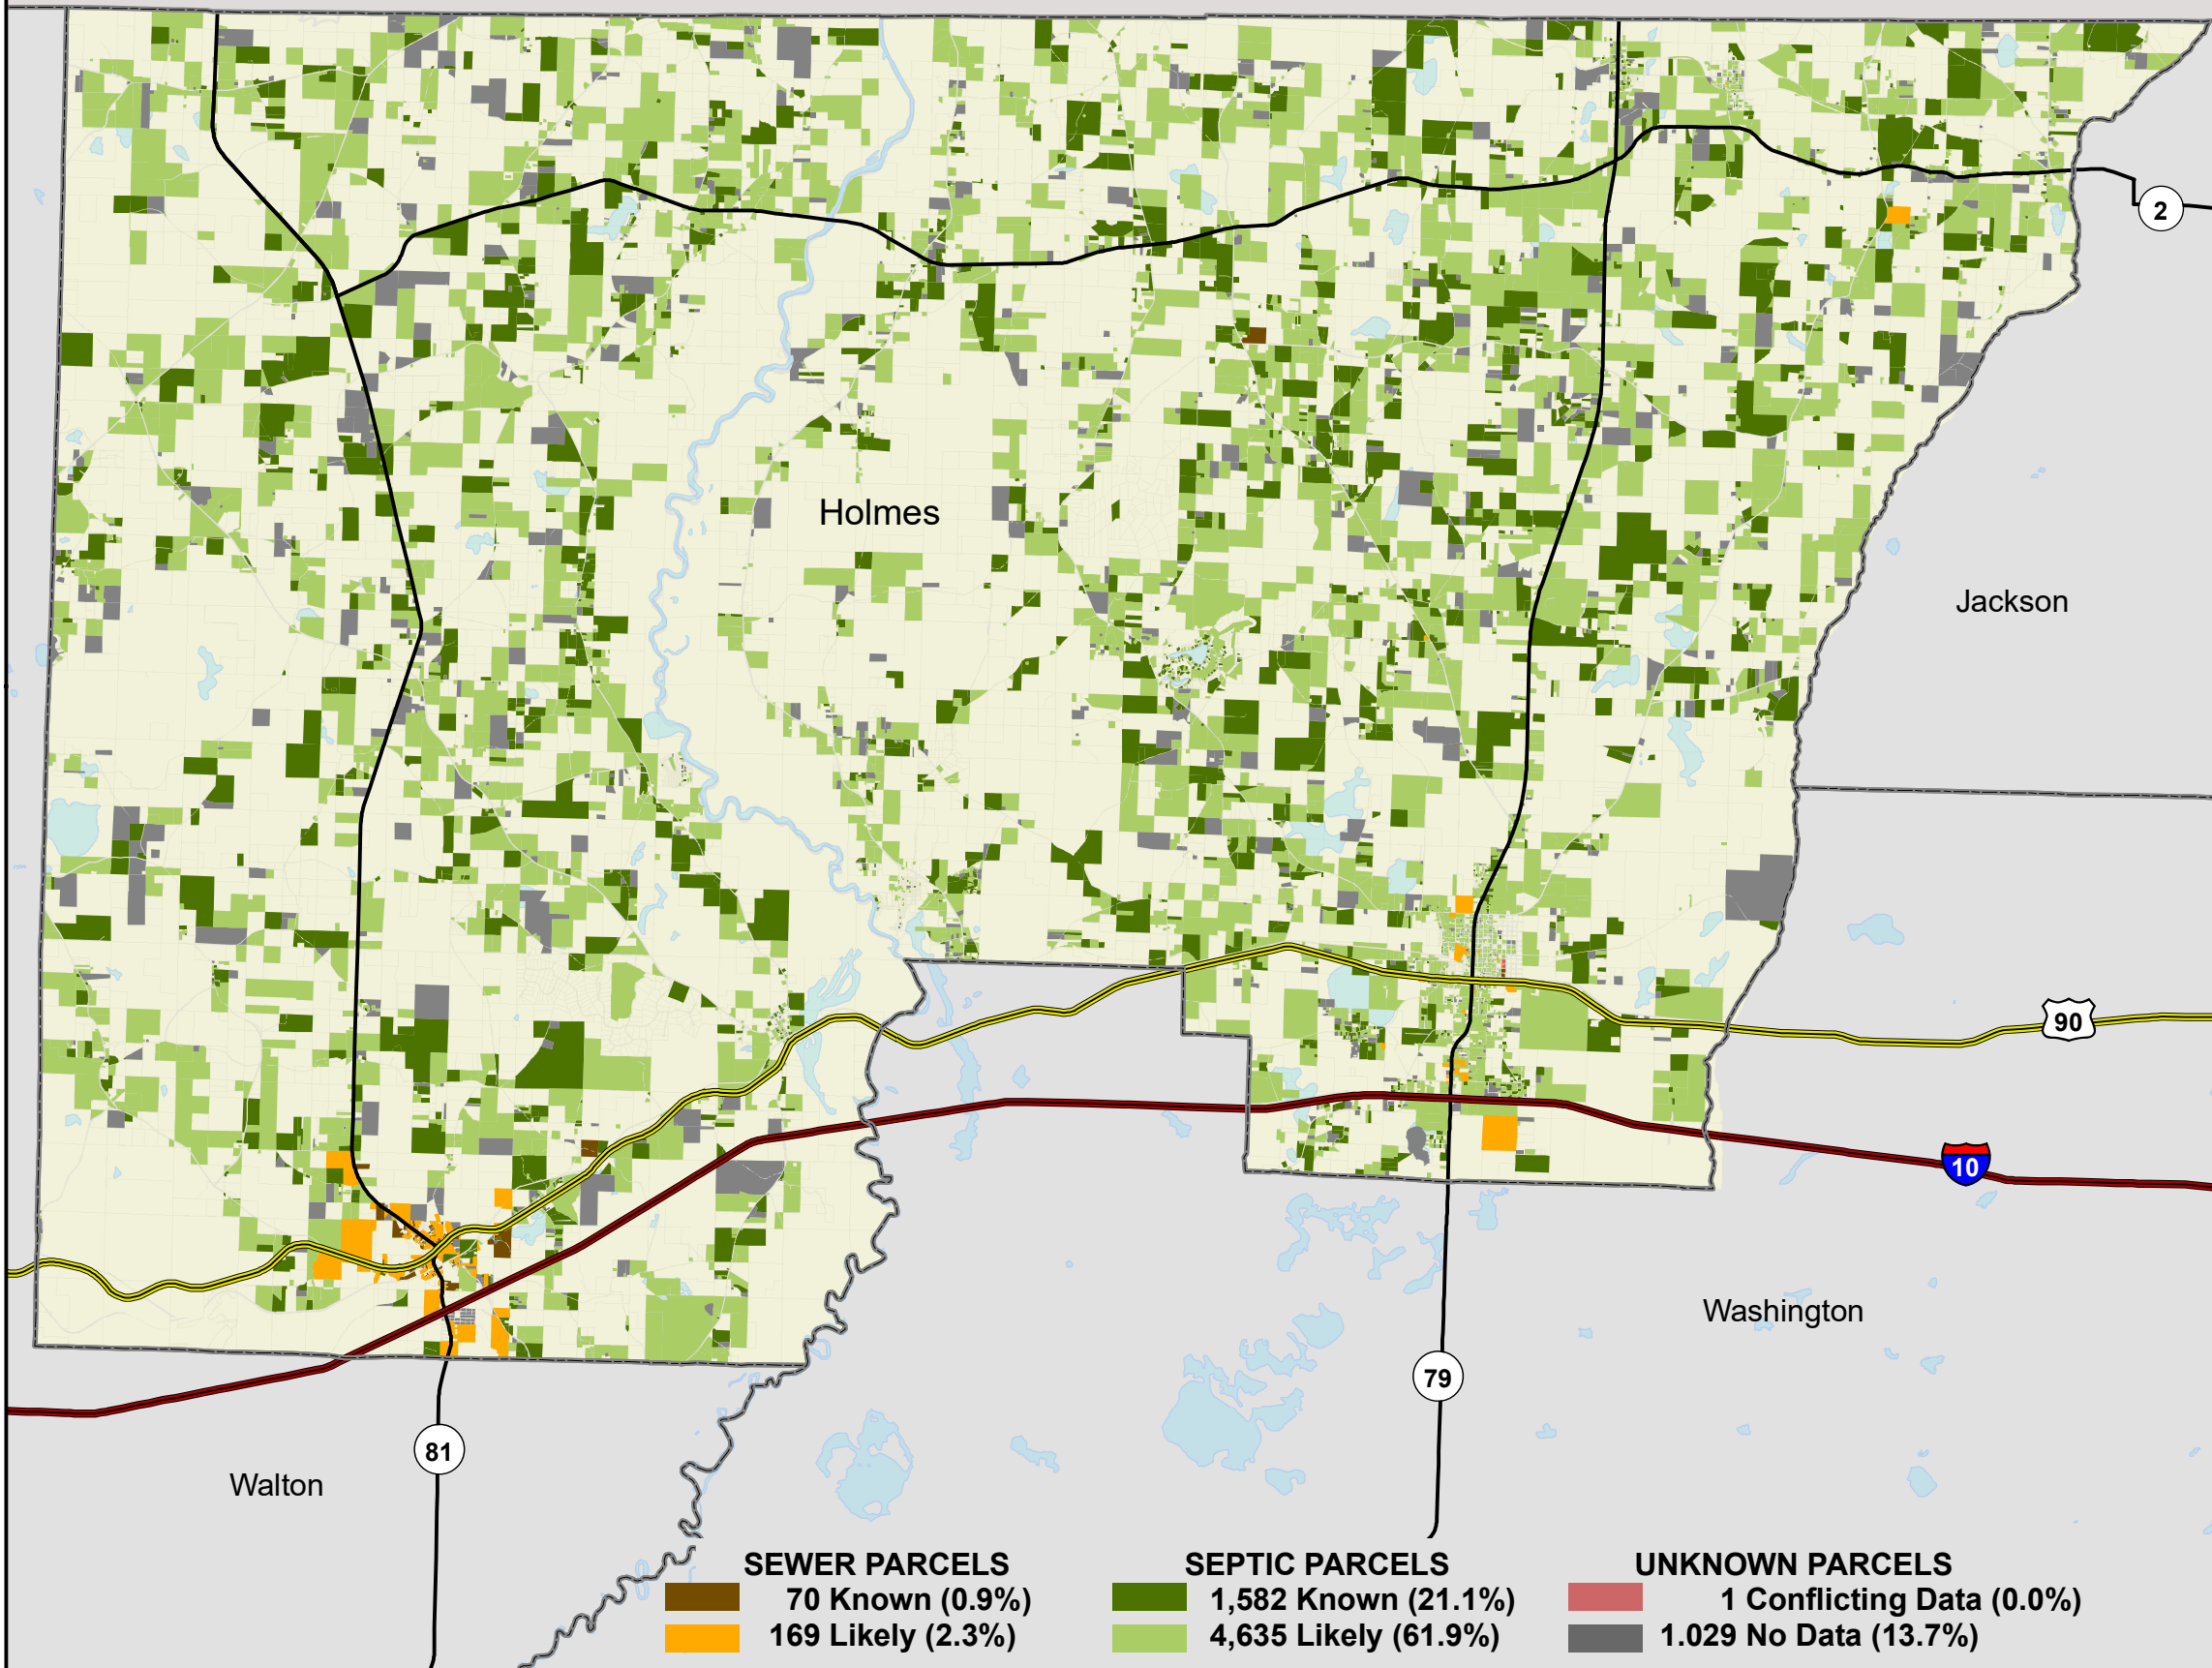 2
Holmes
Jackson
90
10
Washington
79
81
Walton
SEWER PARCELS
70 Known (0.9%)
169 Likely (2.3%)
SEPTIC PARCELS
1,582 Known (21.1%)
4,635 Likely (61.9%)
UNKNOWN PARCELS
1 Conflicting Data (0.0%)
1.029 No Data (13.7%)